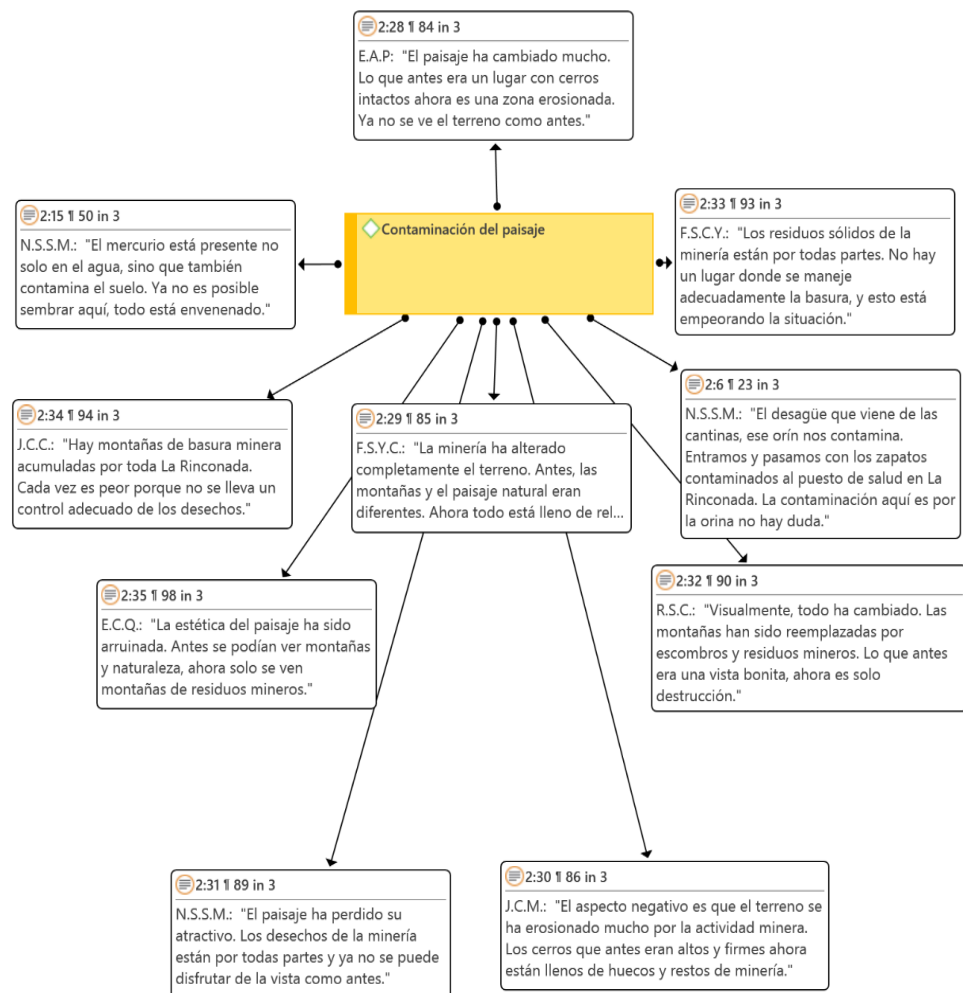 2:28 ¶ 84 in 3
E.A.P: "El paisaje ha cambiado mucho.
Lo que antes era un lugar con cerros
intactos ahora es una zona erosionada.
Ya no se ve el terreno como antes."
2:15 ¶ 50 in 3
N.S.S.M.: "El mercurio está presente no
solo en el agua, sino que también
contamina el suelo. Ya no es posible
sembrar aquí, todo está envenenado."
Contaminación del paisaje
2:33 ¶ 93 in 3
F.S.C.Y.: "Los residuos sólidos de la
minería están por todas partes. No hay
un lugar donde se maneje
adecuadamente la basura, y esto está
empeorando la situación."
2:34 ¶ 94 in 3
J.C.C.: "Hay montañas de basura minera
acumuladas por toda La Rinconada.
Cada vez es peor porque no se lleva un
control adecuado de los desechos."
2:29 ¶ 85 in 3
F.S.Y.C.: "La minería ha alterado
completamente el terreno. Antes, las
montañas y el paisaje natural eran
diferentes. Ahora todo está lleno de rel...
2:6 ¶ 23 in 3
N.S.S.M.: "El desagüe que viene de las
cantinas, ese orín nos contamina.
Entramos y pasamos con los zapatos
contaminados al puesto de salud en La
Rinconada. La contaminación aquí es por
la orina no hay duda."
2:35 ¶ 98 in 3
E.C.Q.: "La estética del paisaje ha sido
arruinada. Antes se podían ver montañas
y naturaleza, ahora solo se ven
montañas de residuos mineros."
2:32 ¶ 90 in 3
R.S.C.: "Visualmente, todo ha cambiado. Las
montañas han sido reemplazadas por
escombros y residuos mineros. Lo que antes
era una vista bonita, ahora es solo
destrucción."
2:31 ¶ 89 in 3
N.S.S.M.: "El paisaje ha perdido su
atractivo. Los desechos de la minería
están por todas partes y ya no se puede
disfrutar de la vista como antes."
2:30 ¶ 86 in 3
J.C.M.: "El aspecto negativo es que el terreno se
ha erosionado mucho por la actividad minera.
Los cerros que antes eran altos y firmes ahora
están llenos de huecos y restos de minería."